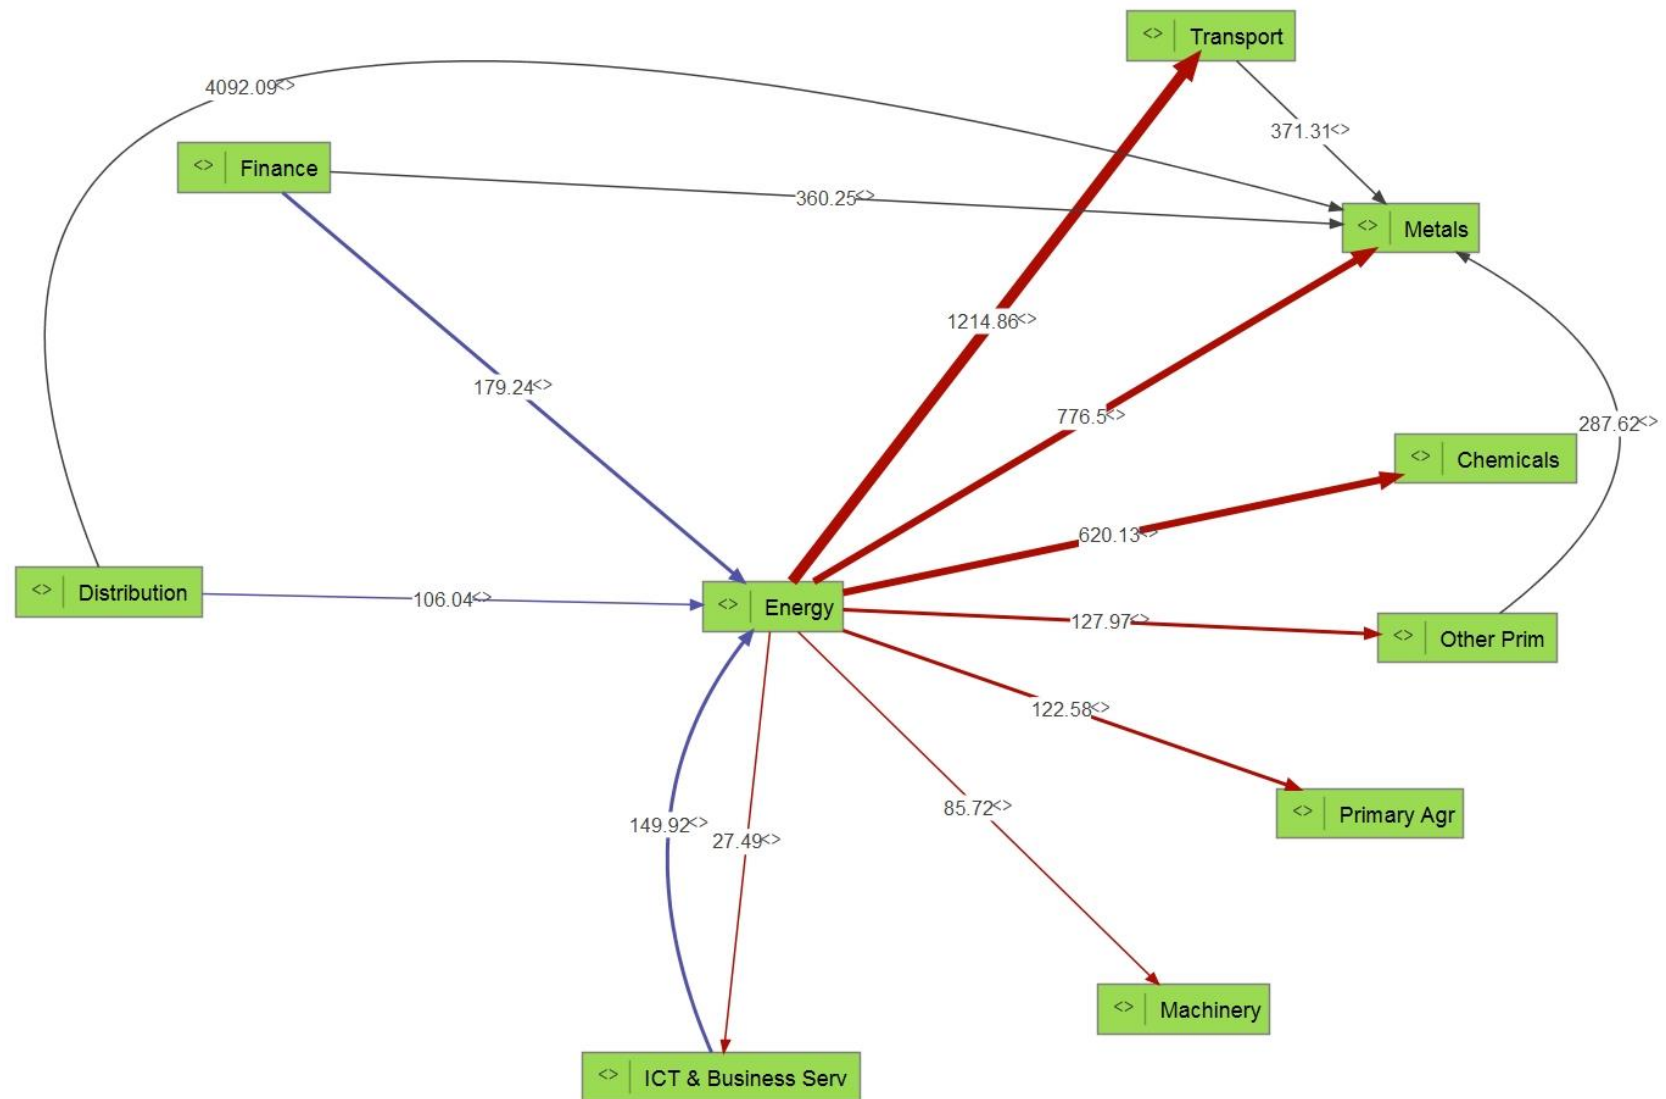 <> Transport
4092.09<>
371.31<>
<> Finance
360.25<>
<> Metals
1214.86<>
179.24<>
776.5<>
287.62<>
<> Chemicals
620.13<>
<> Distribution
106.04<>
<> Energy
127.97<>
<> Other Prim
122.58<>
85.72<>
<> Primary Agr
149.92<>
27.49<>
<> Machinery
<> ICT & Business Serv